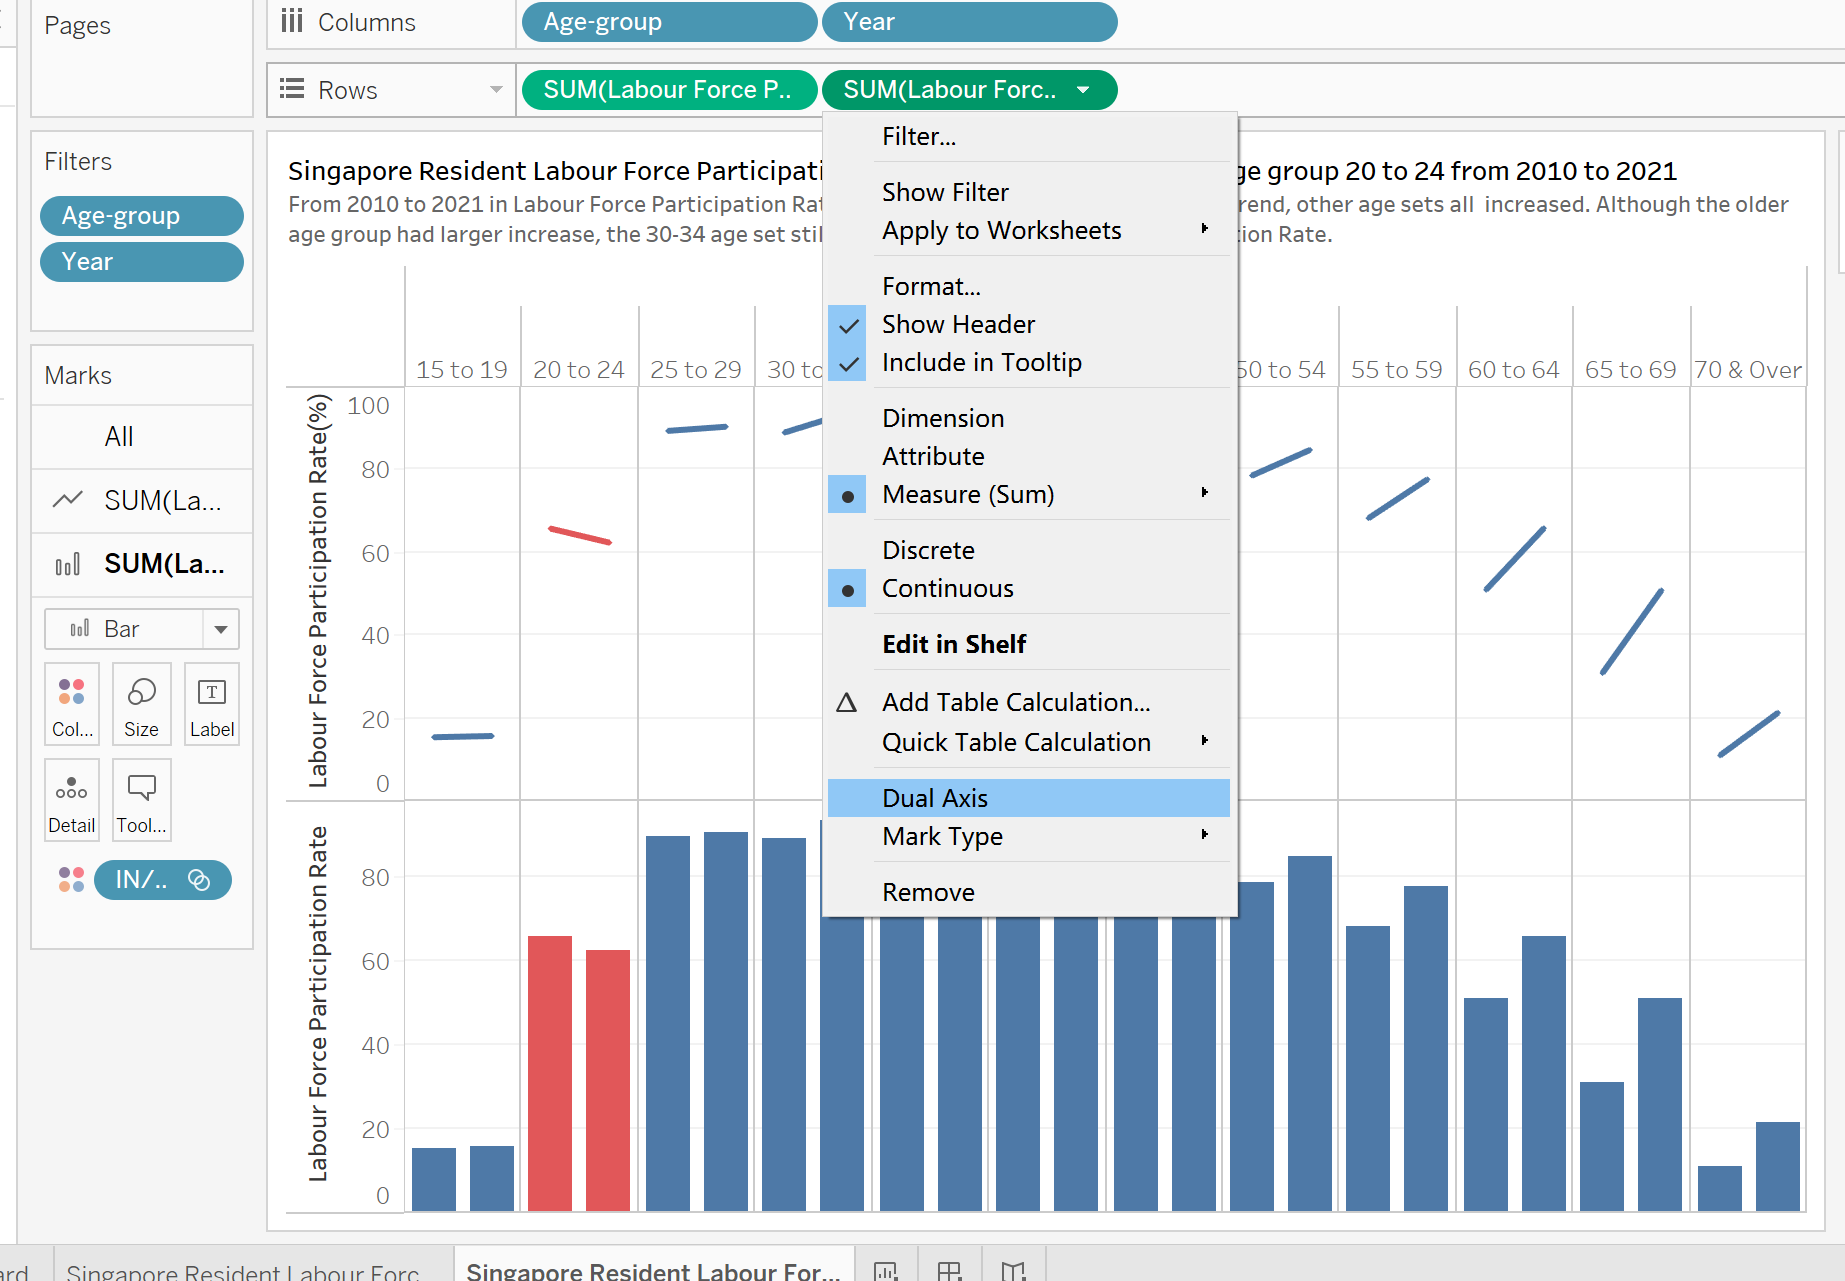 Pages
Columns
Age-group
Year
Rows
SUM(Labour Force P..
SUM(Labour Forc..
Filters
Age-group
Year
Marks
All
SUM(La...
SUM(La...
Bar
Col...
Size
Label
Detail
Tool...
IN/..
Singapore Resident Labour Force Participati
ge group 20 to 24 from 2010 to 2021
From 2010 to 2021 in Labour Force Participation Rat
rend, other age sets all increased. Although the older
age group had larger increase, the 30-34 age set stil
ion Rate.
15 to 19
20 to 24
25 to 29
30 to
50 to 54
55 to 59
60 to 64
65 to 69
70 & Over
Labour Force Participation Rate(%)
100
80
60
40
20
0
Labour Force Participation Rate
80
60
40
20
0
Filter...
Show Filter
Apply to Worksheets
Format...
Show Header
Include in Tooltip
Dimension
Attribute
Measure (Sum)
Discrete
Continuous
Edit in Shelf
Add Table Calculation...
Quick Table Calculation
Dual Axis
Mark Type
Remove
ard
Singapore Resident Labour Forc
Singapore Resident Labour For...